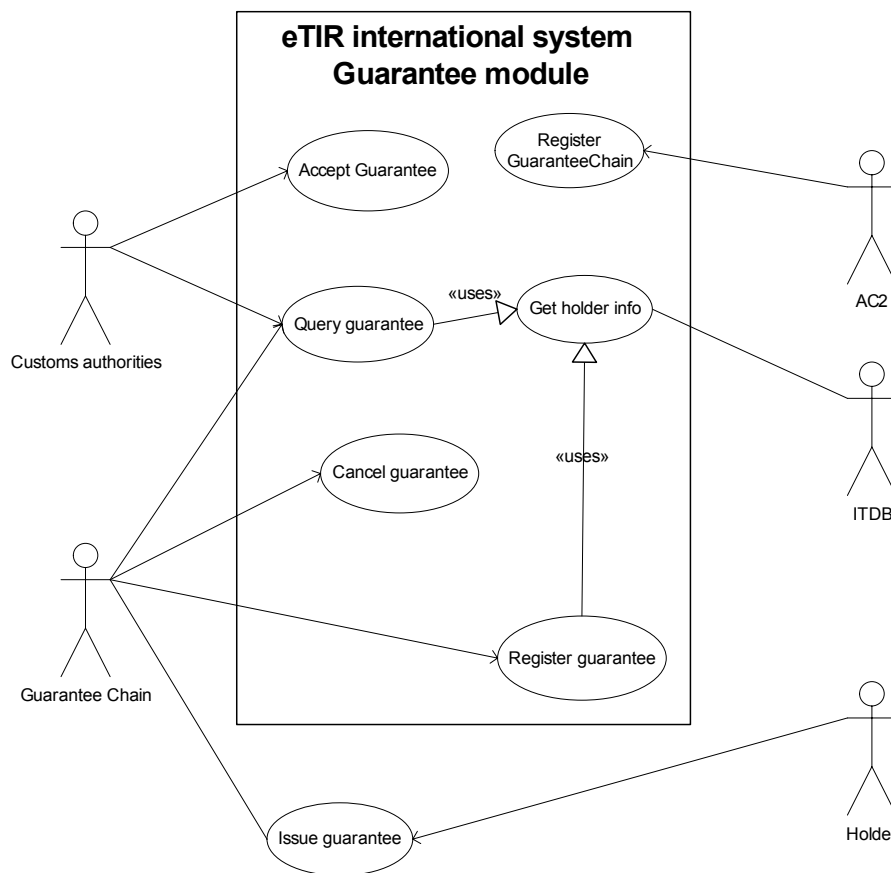 eTIR international system
Guarantee module
Accept Guarantee
Register
GuaranteeChain
Customs authorities
AC2
Query guarantee
«uses»
Get holder info
Cancel guarantee
«uses»
ITDB
Guarantee Chain
Register guarantee
Issue guarantee
Holde